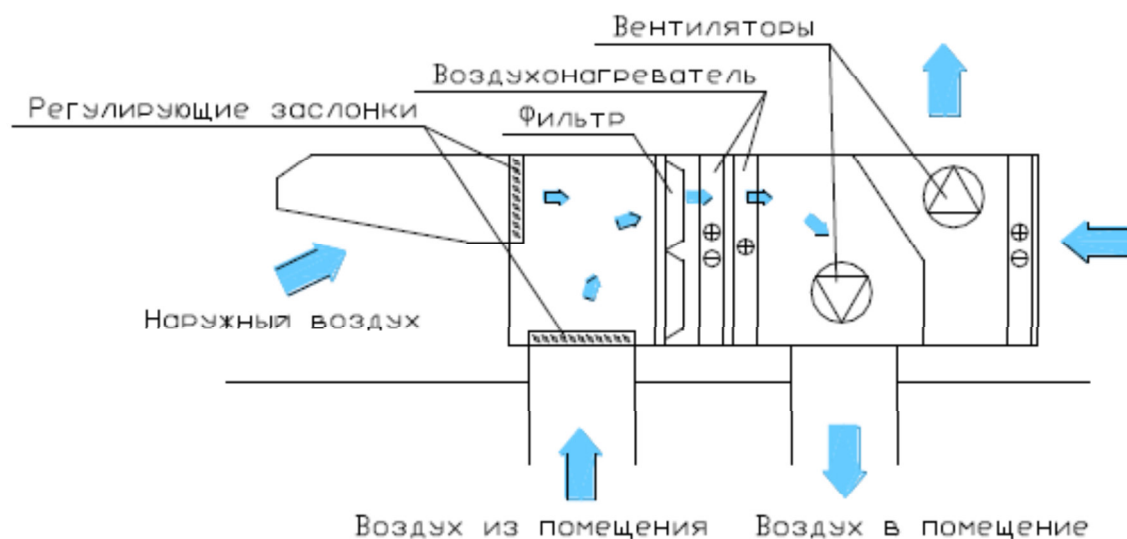 Вентиляторы
Воздухонагреватель
Регулирующие заслонки
Фильтр
Наружный воздух
Воздух из помещения
Воздух в помещение